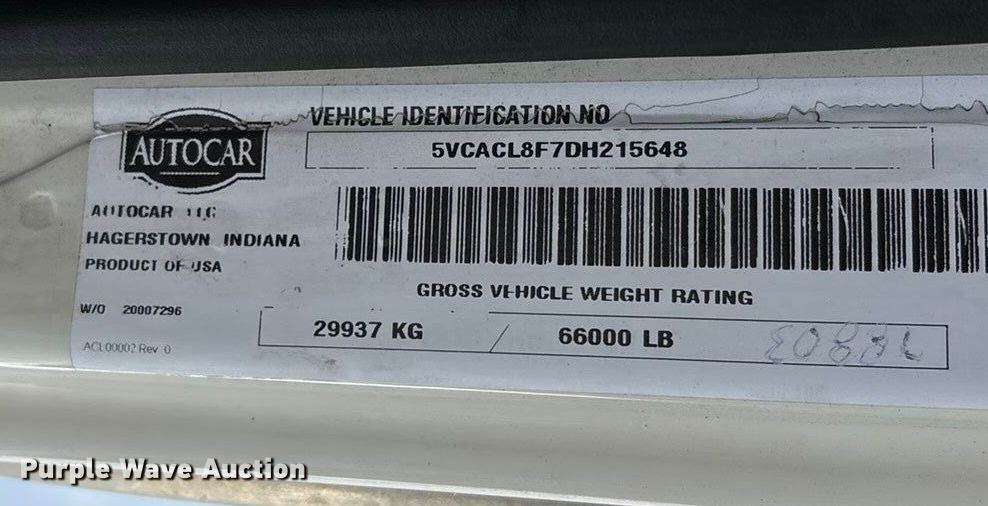 VEHICLE IDENTIFICATION NO
AUTOCAR
5VCACL8F7DH215648
AUTOCAR LLC
HAGERSTOWN INDIANA
PRODUCT OF USA
GROSS VEHICLE WEIGHT RATING
W/O 20007296
29937 KG / 66000 LB
ACL00002 Rev 0
Purple Wave Auction